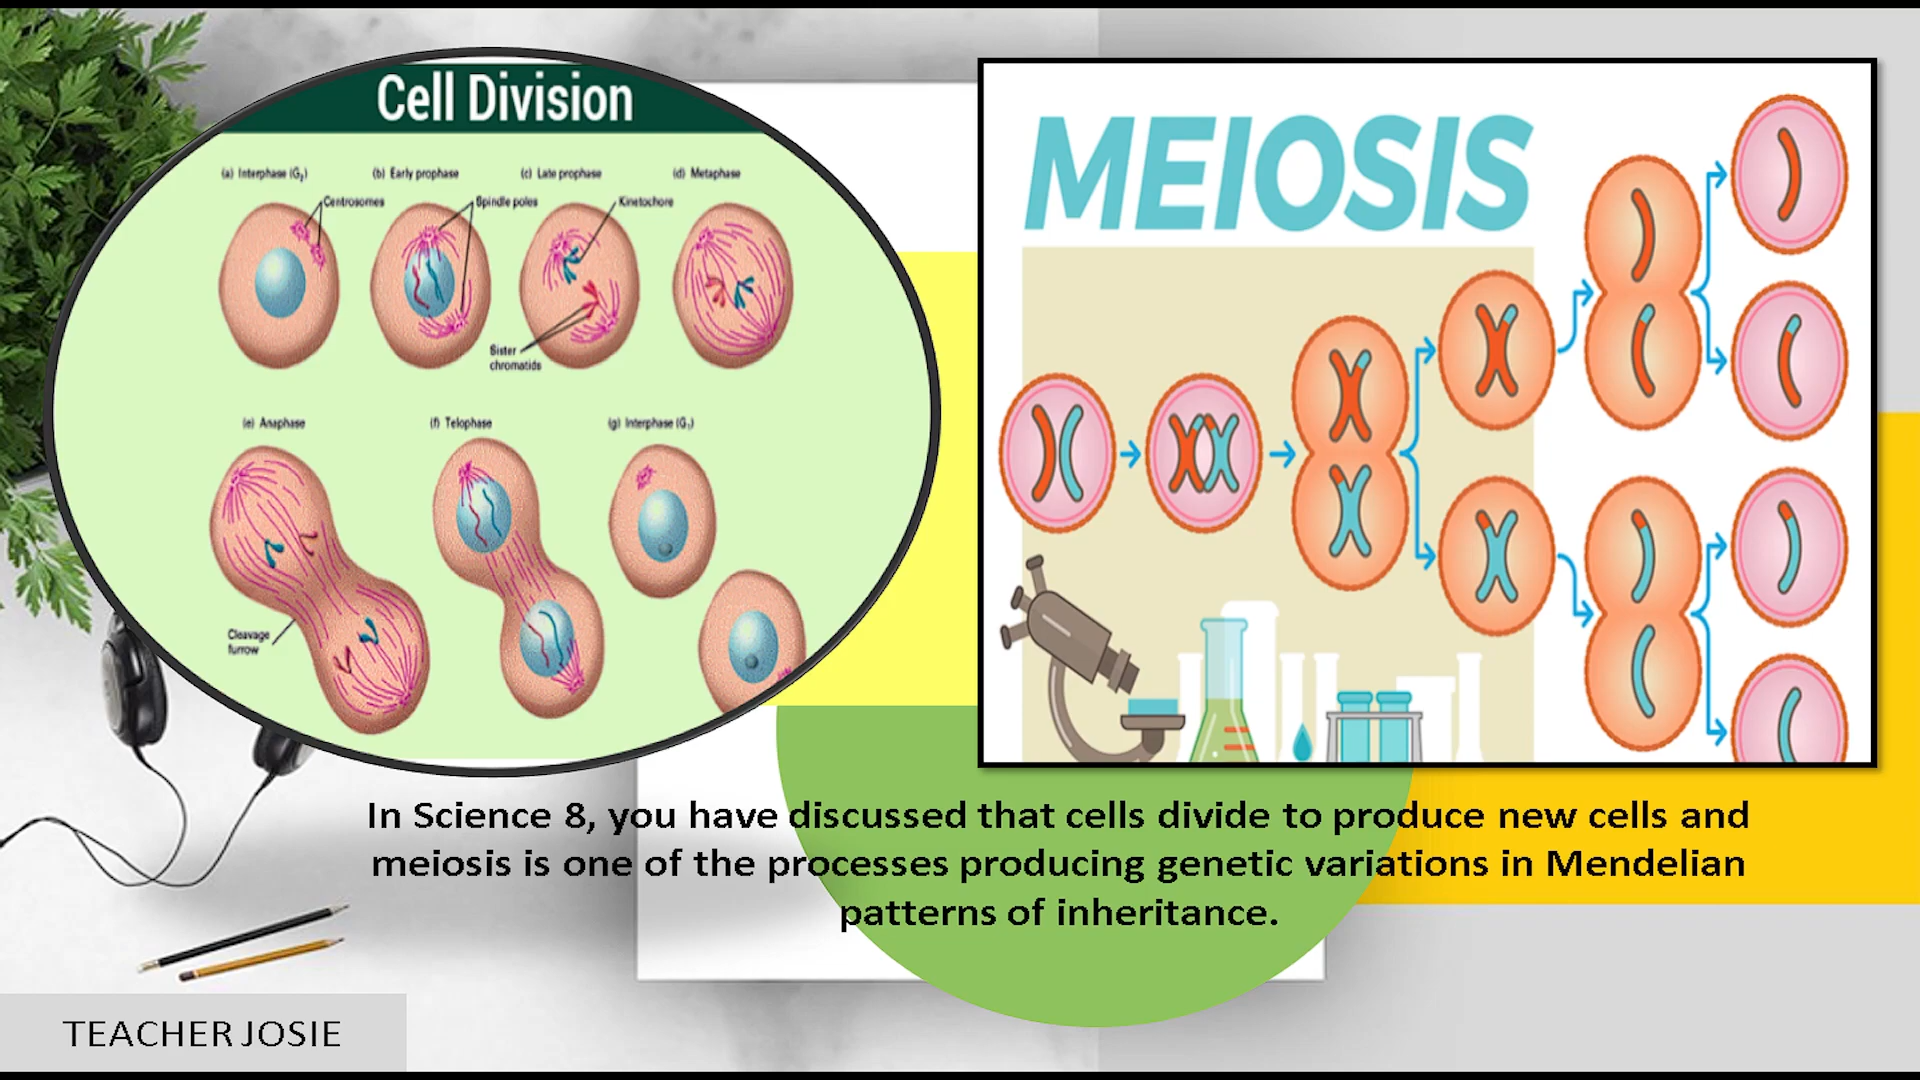 Cell Division
(a) Interphase (G₂)
(b) Early prophase
(c) Late prophase
(d) Metaphase
Centrosomes
Spindle poles
Kinetochore
Sister
chromatids
(e) Anaphase
(f) Telophase
(g) Interphase (G₁)
Cleavage
furrow
MEIOSIS
In Science 8, you have discussed that cells divide to produce new cells and
meiosis is one of the processes producing genetic variations in Mendelian
patterns of inheritance.
TEACHER JOSIE